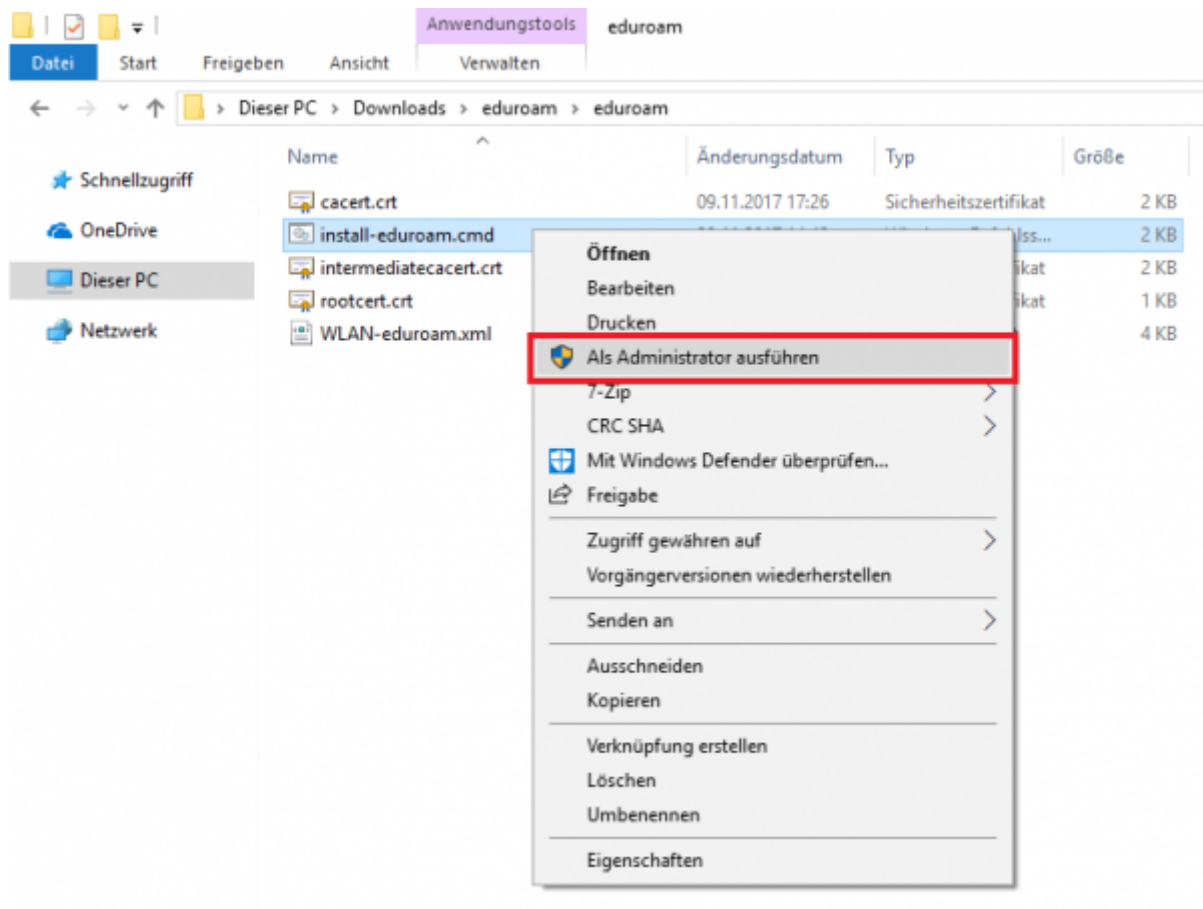 Anwendungstools eduroam
Datei Start Freigeben Ansicht Verwalten
Dieser PC Downloads eduroam eduroam
Name Änderungsdatum Typ Größe
Schnellzugriff
OneDrive
Dieser PC
Netzwerk
cacert.crt 09.11.2017 17:26 Sicherheitszertifikat 2 KB
install-eduroam.cmd 2 KB
intermediatecacert.crt 2 KB
rootcert.crt 1 KB
WLAN-eduroam.xml 4 KB
Öffnen
Bearbeiten
Drucken
Als Administrator ausführen
7-Zip
CRC SHA
Mit Windows Defender überprüfen...
Freigabe
Zugriff gewähren auf
Vorgängerversionen wiederherstellen
Senden an
Ausschneiden
Kopieren
Verknüpfung erstellen
Löschen
Umbenennen
Eigenschaften